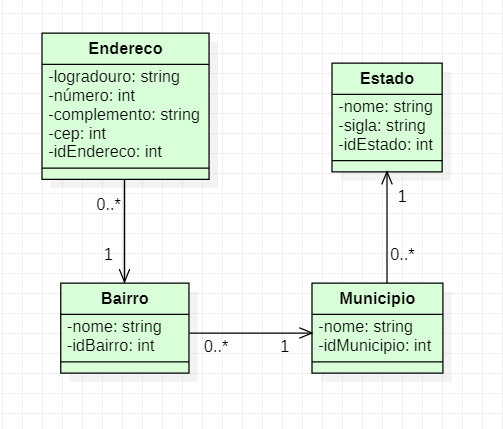 Endereco
-logradouro: string
-número: int
-complemento: string
-cep: int
-idEndereco: int
Estado
-nome: string
-sigla: string
-idEstado: int
0..*
1
1
0..*
Bairro
-nome: string
-idBairro: int
0..*
1
Municipio
-nome: string
-idMunicipio: int